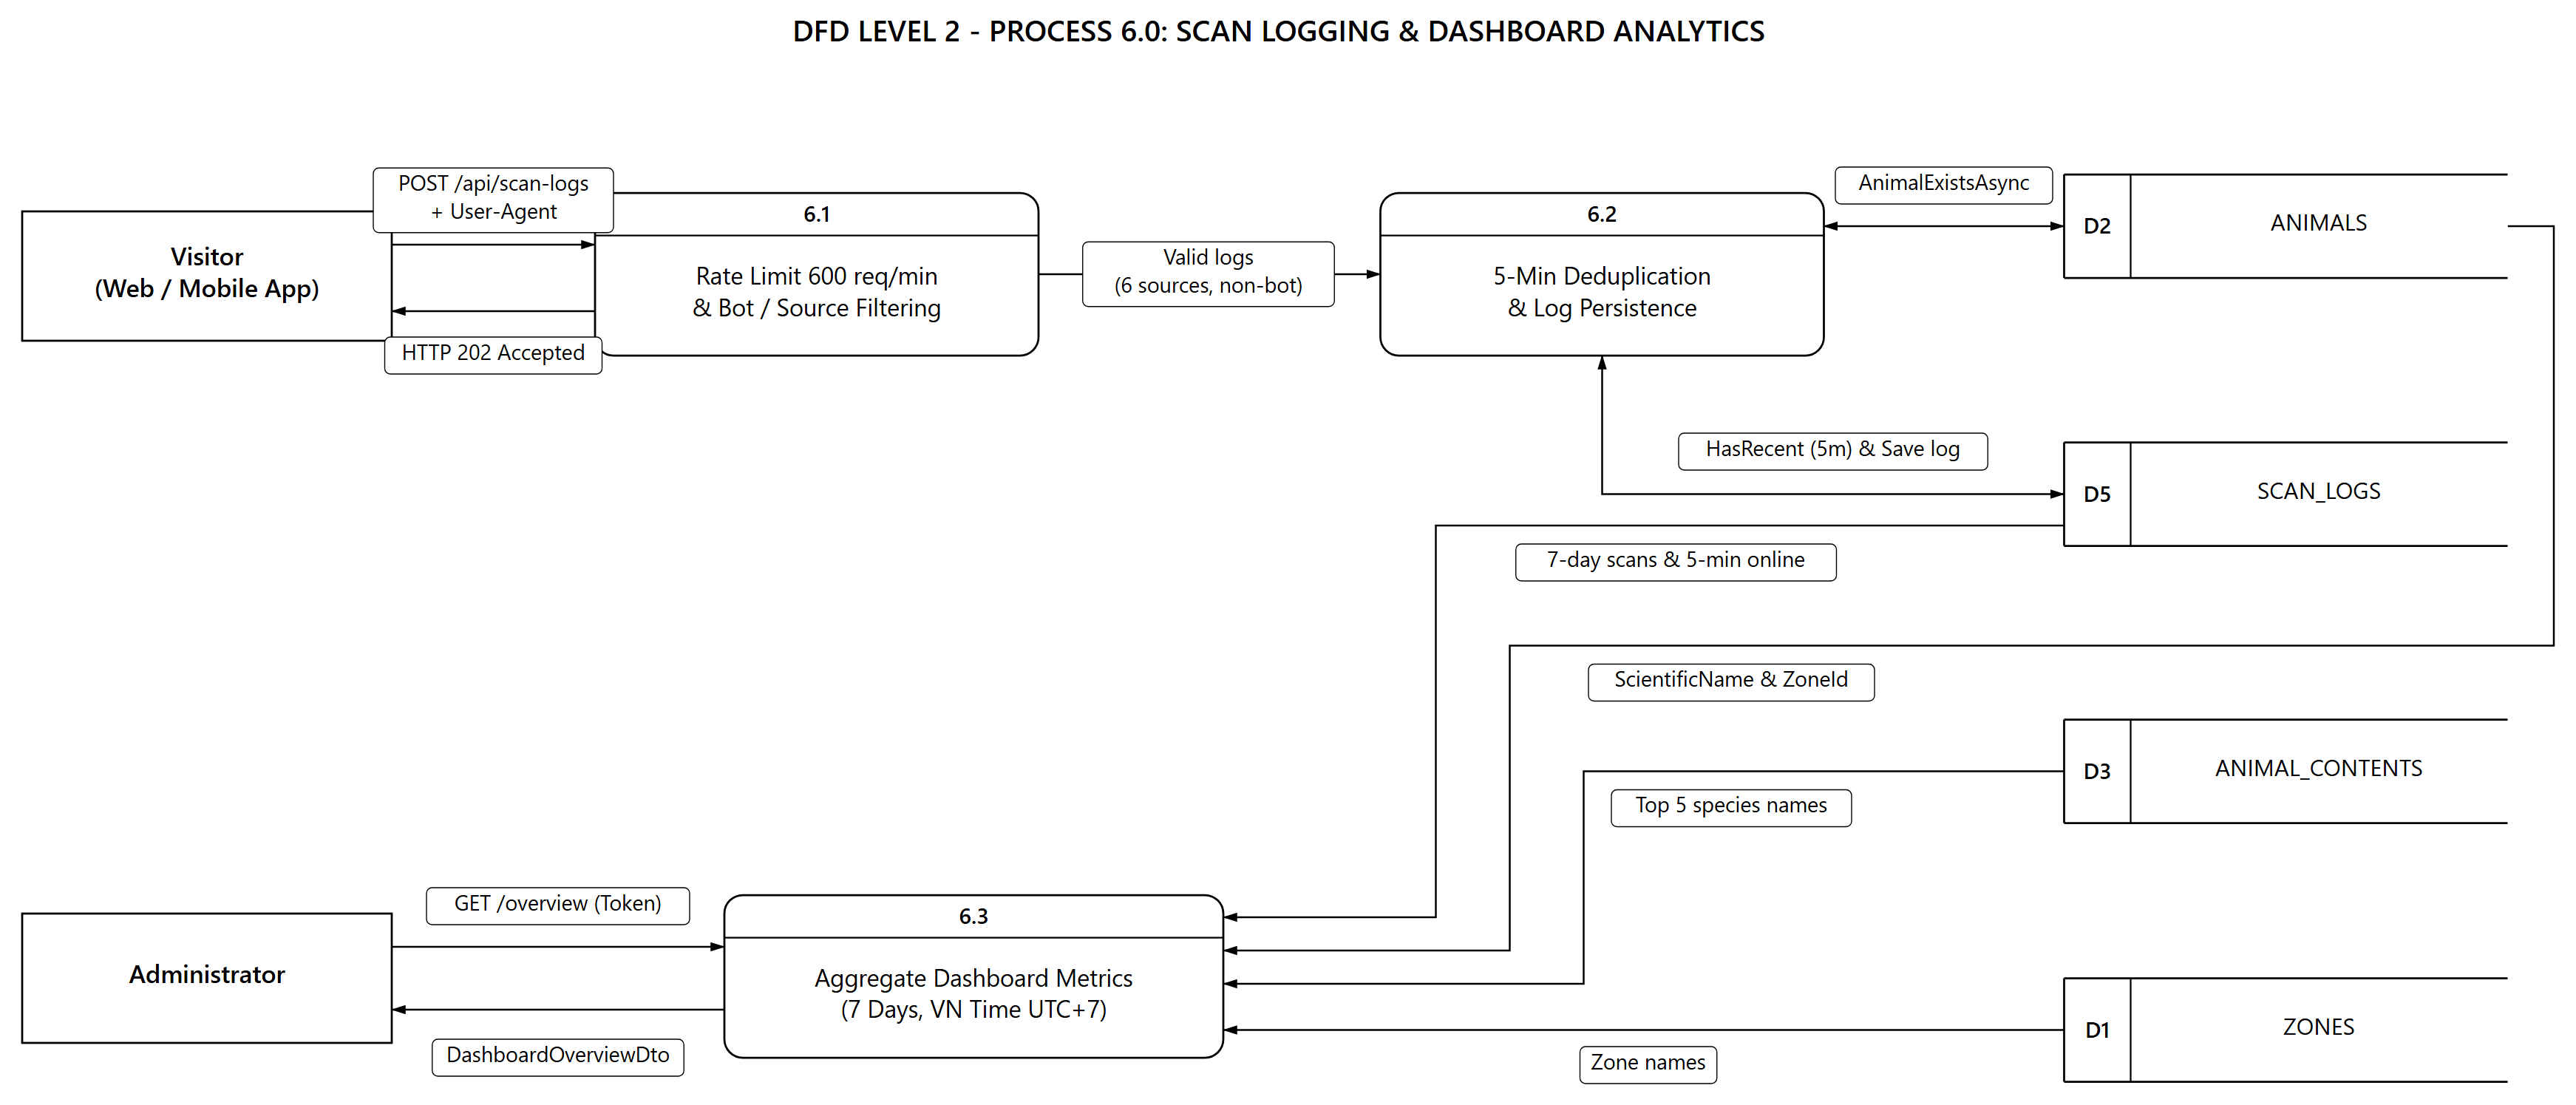 DFD LEVEL 2 - PROCESS 6.0: SCAN LOGGING & DASHBOARD ANALYTICS
Visitor
(Web / Mobile App)
POST /api/scan-logs
+ User-Agent
HTTP 202 Accepted
6.1
Rate Limit 600 req/min
& Bot / Source Filtering
Valid logs
(6 sources, non-bot)
6.2
5-Min Deduplication
& Log Persistence
AnimalExistsAsync
D2
ANIMALS
HasRecent (5m) & Save log
D5
SCAN_LOGS
7-day scans & 5-min online
ScientificName & ZoneId
D3
ANIMAL_CONTENTS
Top 5 species names
Administrator
GET /overview (Token)
DashboardOverviewDto
6.3
Aggregate Dashboard Metrics
(7 Days, VN Time UTC+7)
D1
ZONES
Zone names